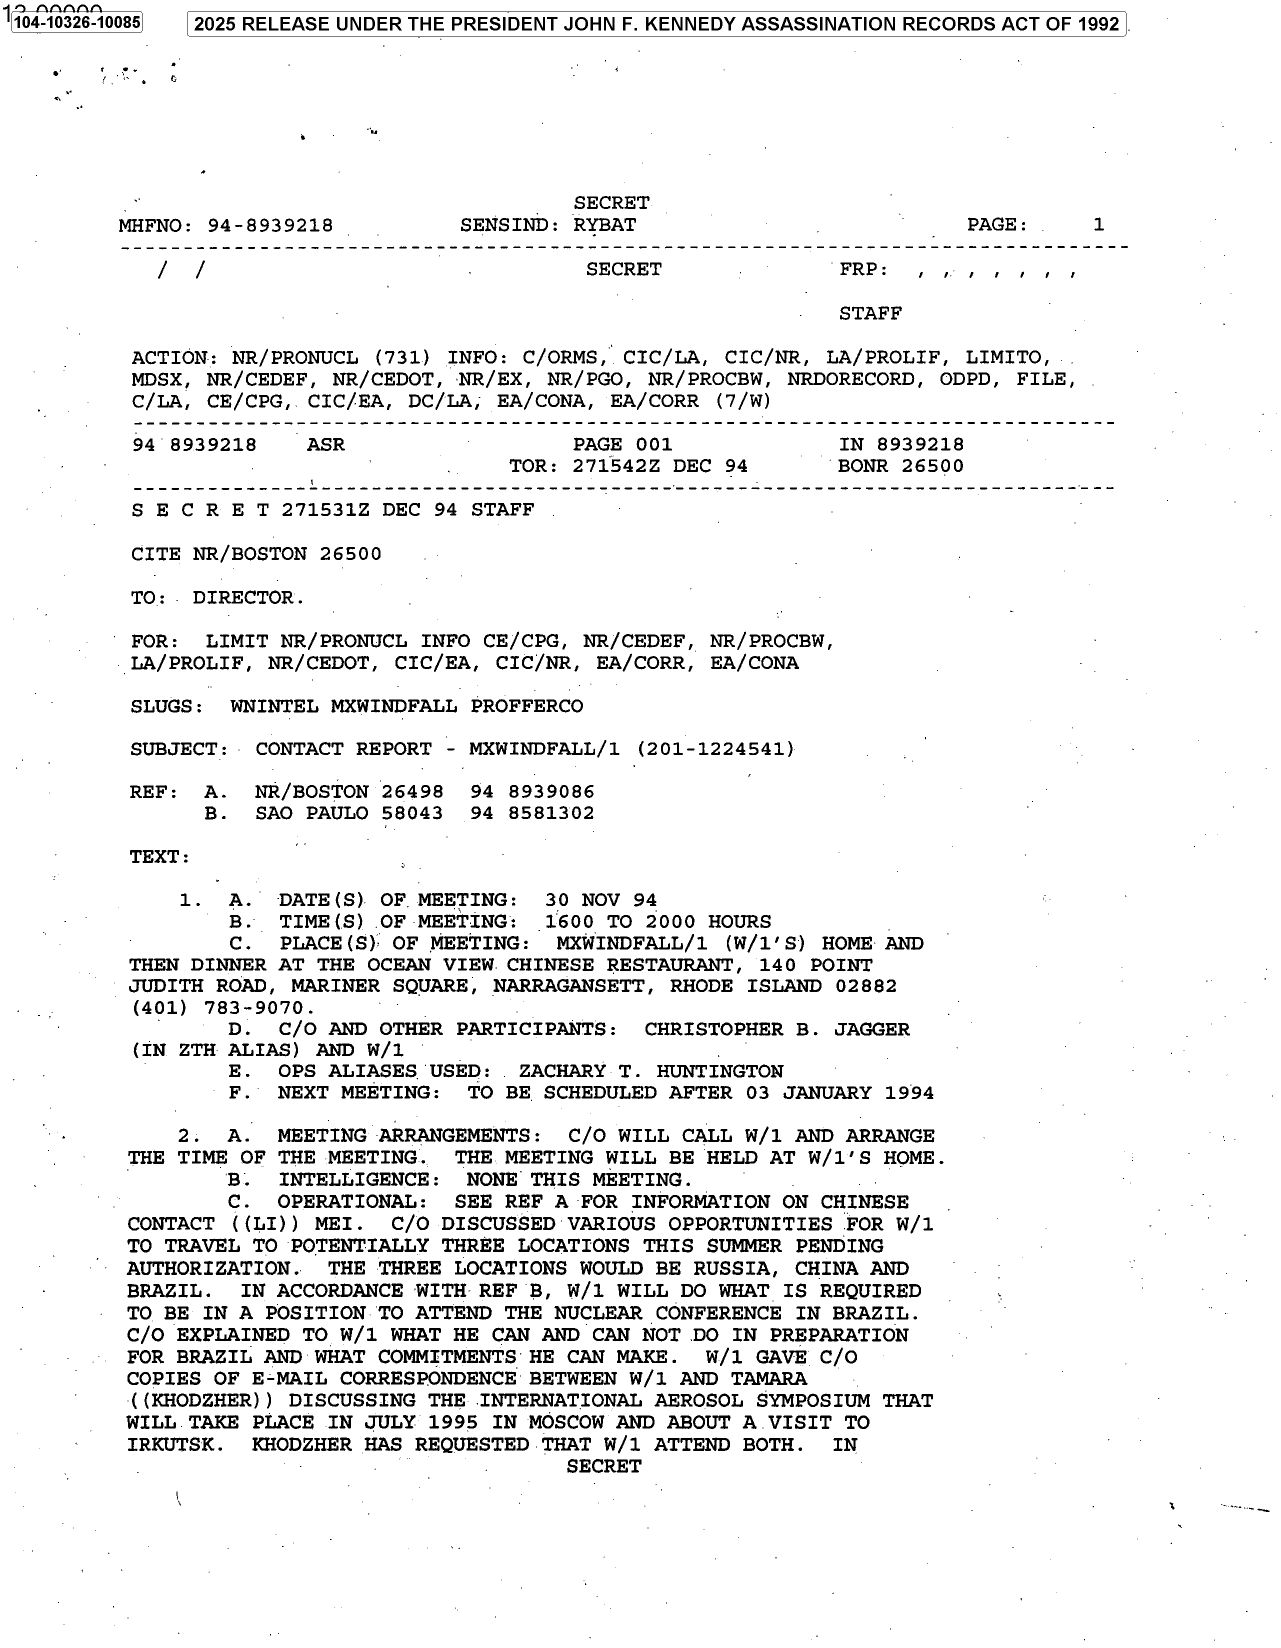 104-10326-10085
2025 RELEASE UNDER THE PRESIDENT JOHN F. KENNEDY ASSASSINATION RECORDS ACT OF 1992
SECRET
MHFNO: 94-8939218 SENSIND: RYBAT PAGE: 1
--------------------------------------------------------------------------------
/ / SECRET FRP: , , , , , , ,
STAFF
ACTION: NR/PRONUCL (731) INFO: C/ORMS, CIC/LA, CIC/NR, LA/PROLIF, LIMITO,
MDSX, NR/CEDEF, NR/CEDOT, NR/EX, NR/PGO, NR/PROCBW, NRDORECORD, ODPD, FILE,
C/LA, CE/CPG, CIC/EA, DC/LA, EA/CONA, EA/CORR (7/W)
------------------------------------------------------------------------------
94 8939218 ASR PAGE 001 IN 8939218
TOR: 271542Z DEC 94 BONR 26500
------------------------------------------------------------------------------
S E C R E T 271531Z DEC 94 STAFF
CITE NR/BOSTON 26500
TO: DIRECTOR.
FOR: LIMIT NR/PRONUCL INFO CE/CPG, NR/CEDEF, NR/PROCBW,
LA/PROLIF, NR/CEDOT, CIC/EA, CIC/NR, EA/CORR, EA/CONA
SLUGS: WNINTEL MXWINDFALL PROFFERCO
SUBJECT: CONTACT REPORT - MXWINDFALL/1 (201-1224541)
REF: A. NR/BOSTON 26498 94 8939086
B. SAO PAULO 58043 94 8581302
TEXT:
1. A. DATE(S) OF MEETING: 30 NOV 94
B. TIME(S) OF MEETING: 1600 TO 2000 HOURS
C. PLACE(S) OF MEETING: MXWINDFALL/1 (W/1'S) HOME AND
THEN DINNER AT THE OCEAN VIEW CHINESE RESTAURANT, 140 POINT
JUDITH ROAD, MARINER SQUARE, NARRAGANSETT, RHODE ISLAND 02882
(401) 783-9070.
D. C/O AND OTHER PARTICIPANTS: CHRISTOPHER B. JAGGER
(IN ZTH ALIAS) AND W/1
E. OPS ALIASES USED: ZACHARY T. HUNTINGTON
F. NEXT MEETING: TO BE SCHEDULED AFTER 03 JANUARY 1994
2. A. MEETING ARRANGEMENTS: C/O WILL CALL W/1 AND ARRANGE
THE TIME OF THE MEETING. THE MEETING WILL BE HELD AT W/1'S HOME.
B. INTELLIGENCE: NONE THIS MEETING.
C. OPERATIONAL: SEE REF A FOR INFORMATION ON CHINESE
CONTACT ((LI)) MEI. C/O DISCUSSED VARIOUS OPPORTUNITIES FOR W/1
TO TRAVEL TO POTENTIALLY THREE LOCATIONS THIS SUMMER PENDING
AUTHORIZATION. THE THREE LOCATIONS WOULD BE RUSSIA, CHINA AND
BRAZIL. IN ACCORDANCE WITH REF B, W/1 WILL DO WHAT IS REQUIRED
TO BE IN A POSITION TO ATTEND THE NUCLEAR CONFERENCE IN BRAZIL.
C/O EXPLAINED TO W/1 WHAT HE CAN AND CAN NOT DO IN PREPARATION
FOR BRAZIL AND WHAT COMMITMENTS HE CAN MAKE. W/1 GAVE C/O
COPIES OF E-MAIL CORRESPONDENCE BETWEEN W/1 AND TAMARA
((KHODZHER)) DISCUSSING THE INTERNATIONAL AEROSOL SYMPOSIUM THAT
WILL TAKE PLACE IN JULY 1995 IN MOSCOW AND ABOUT A VISIT TO
IRKUTSK. KHODZHER HAS REQUESTED THAT W/1 ATTEND BOTH. IN
SECRET